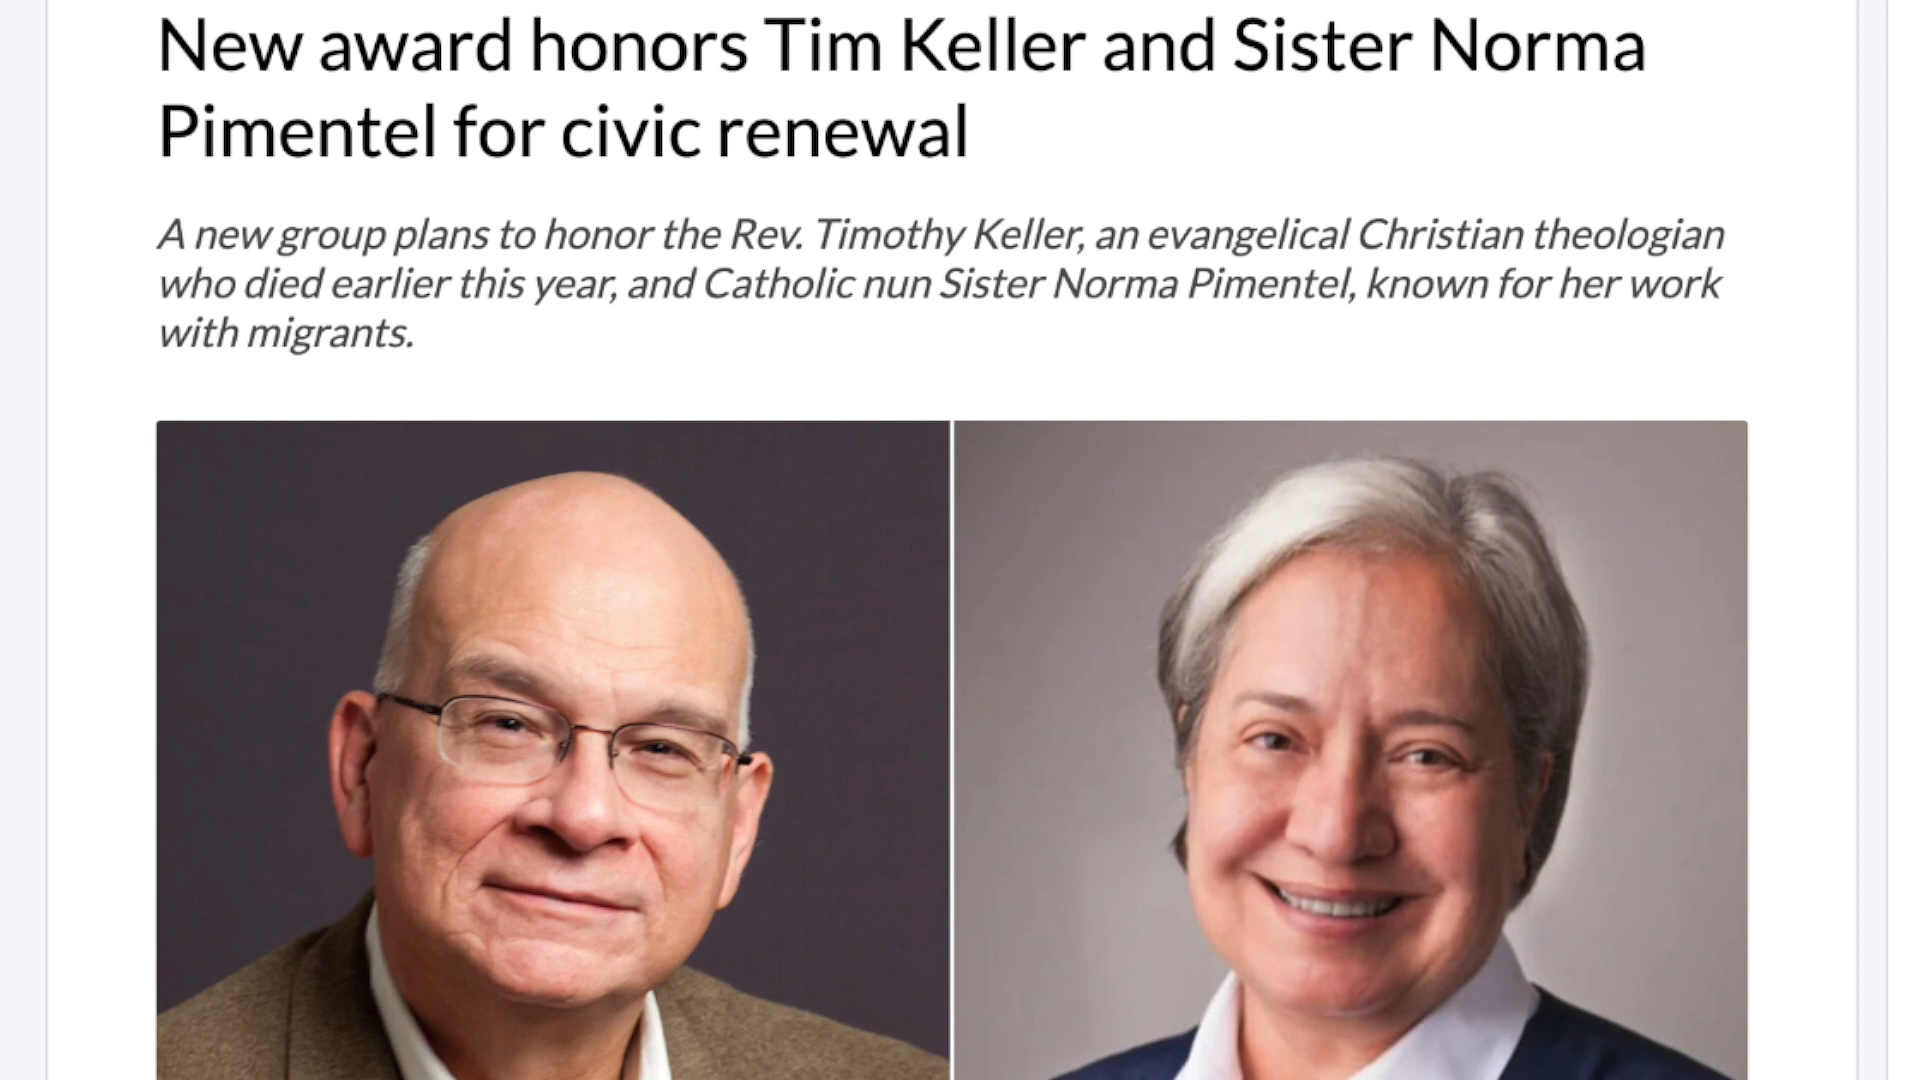 New award honors Tim Keller and Sister Norma
Pimentel for civic renewal
A new group plans to honor the Rev. Timothy Keller, an evangelical Christian theologian
who died earlier this year, and Catholic nun Sister Norma Pimentel, known for her work
with migrants.